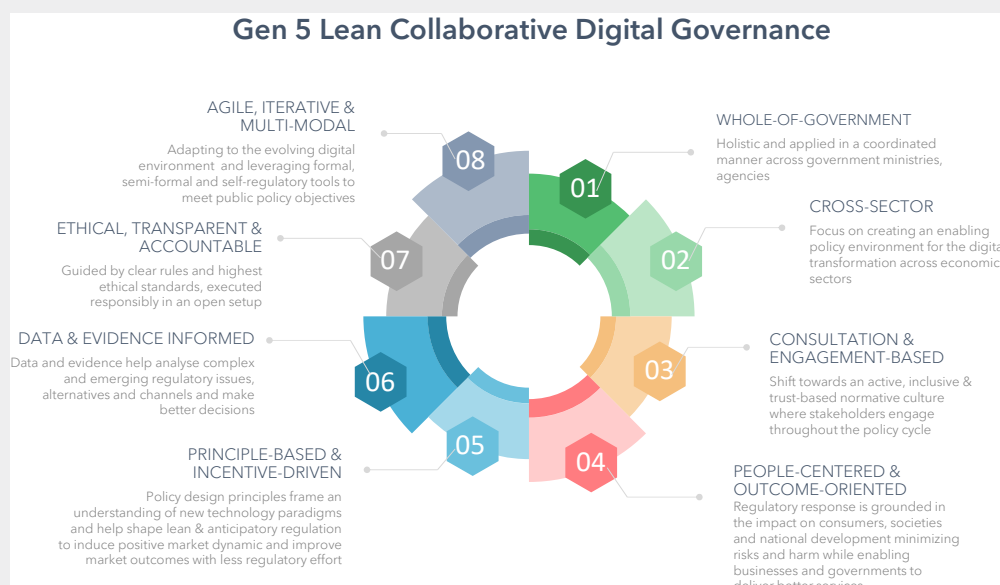 Gen 5 Lean Collaborative Digital Governance
01
WHOLE-OF-GOVERNMENT
Holistic and applied in a coordinated
manner across government ministries,
agencies
02
CROSS-SECTOR
Focus on creating an enabling
policy environment for the digita
transformation across economic
sectors
03
CONSULTATION &
ENGAGEMENT-BASED
Shift towards an active, inclusive &
trust-based normative culture
where stakeholders engage
throughout the policy cycle
04
PEOPLE-CENTERED &
OUTCOME-ORIENTED
Regulatory response is grounded in
the impact on consumers, societies
and national development minimizing
risks and harm while enabling
businesses and governments to
deliver better services
05
PRINCIPLE-BASED &
INCENTIVE-DRIVEN
Policy design principles frame an
understanding of new technology paradigms
and help shape lean & anticipatory regulation
to induce positive market dynamic and improve
market outcomes with less regulatory effort
06
DATA & EVIDENCE INFORMED
Data and evidence help analyse complex
and emerging regulatory issues,
alternatives and channels and make
better decisions
07
ETHICAL, TRANSPARENT &
ACCOUNTABLE
Guided by clear rules and highest
ethical standards, executed
responsibly in an open setup
08
AGILE, ITERATIVE &
MULTI-MODAL
Adapting to the evolving digital
environment and leveraging formal,
semi-formal and self-regulatory tools to
meet public policy objectives